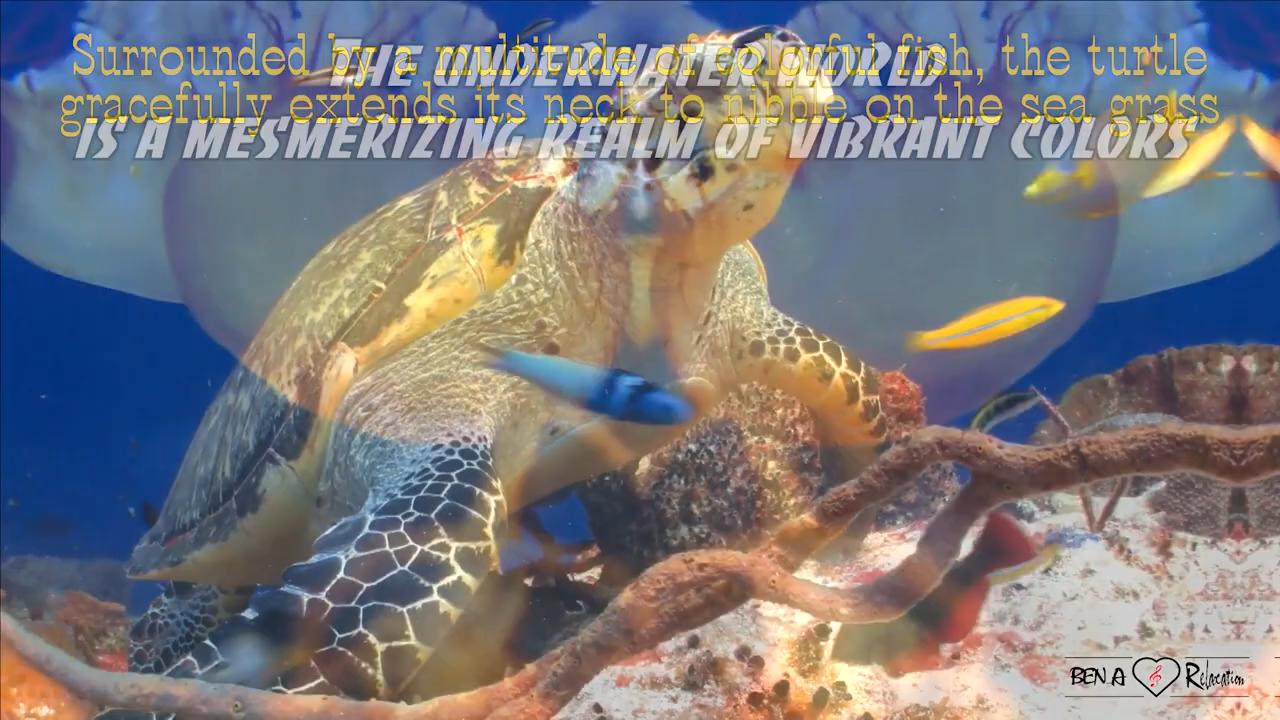 Surrounded by a multitude of colorful fish, the turtle
gracefully extends its neck to nibble on the sea grass
THE UNDERWATER WORLD
IS A MESMERIZING REALM OF VIBRANT COLORS
BEN A Relaxation